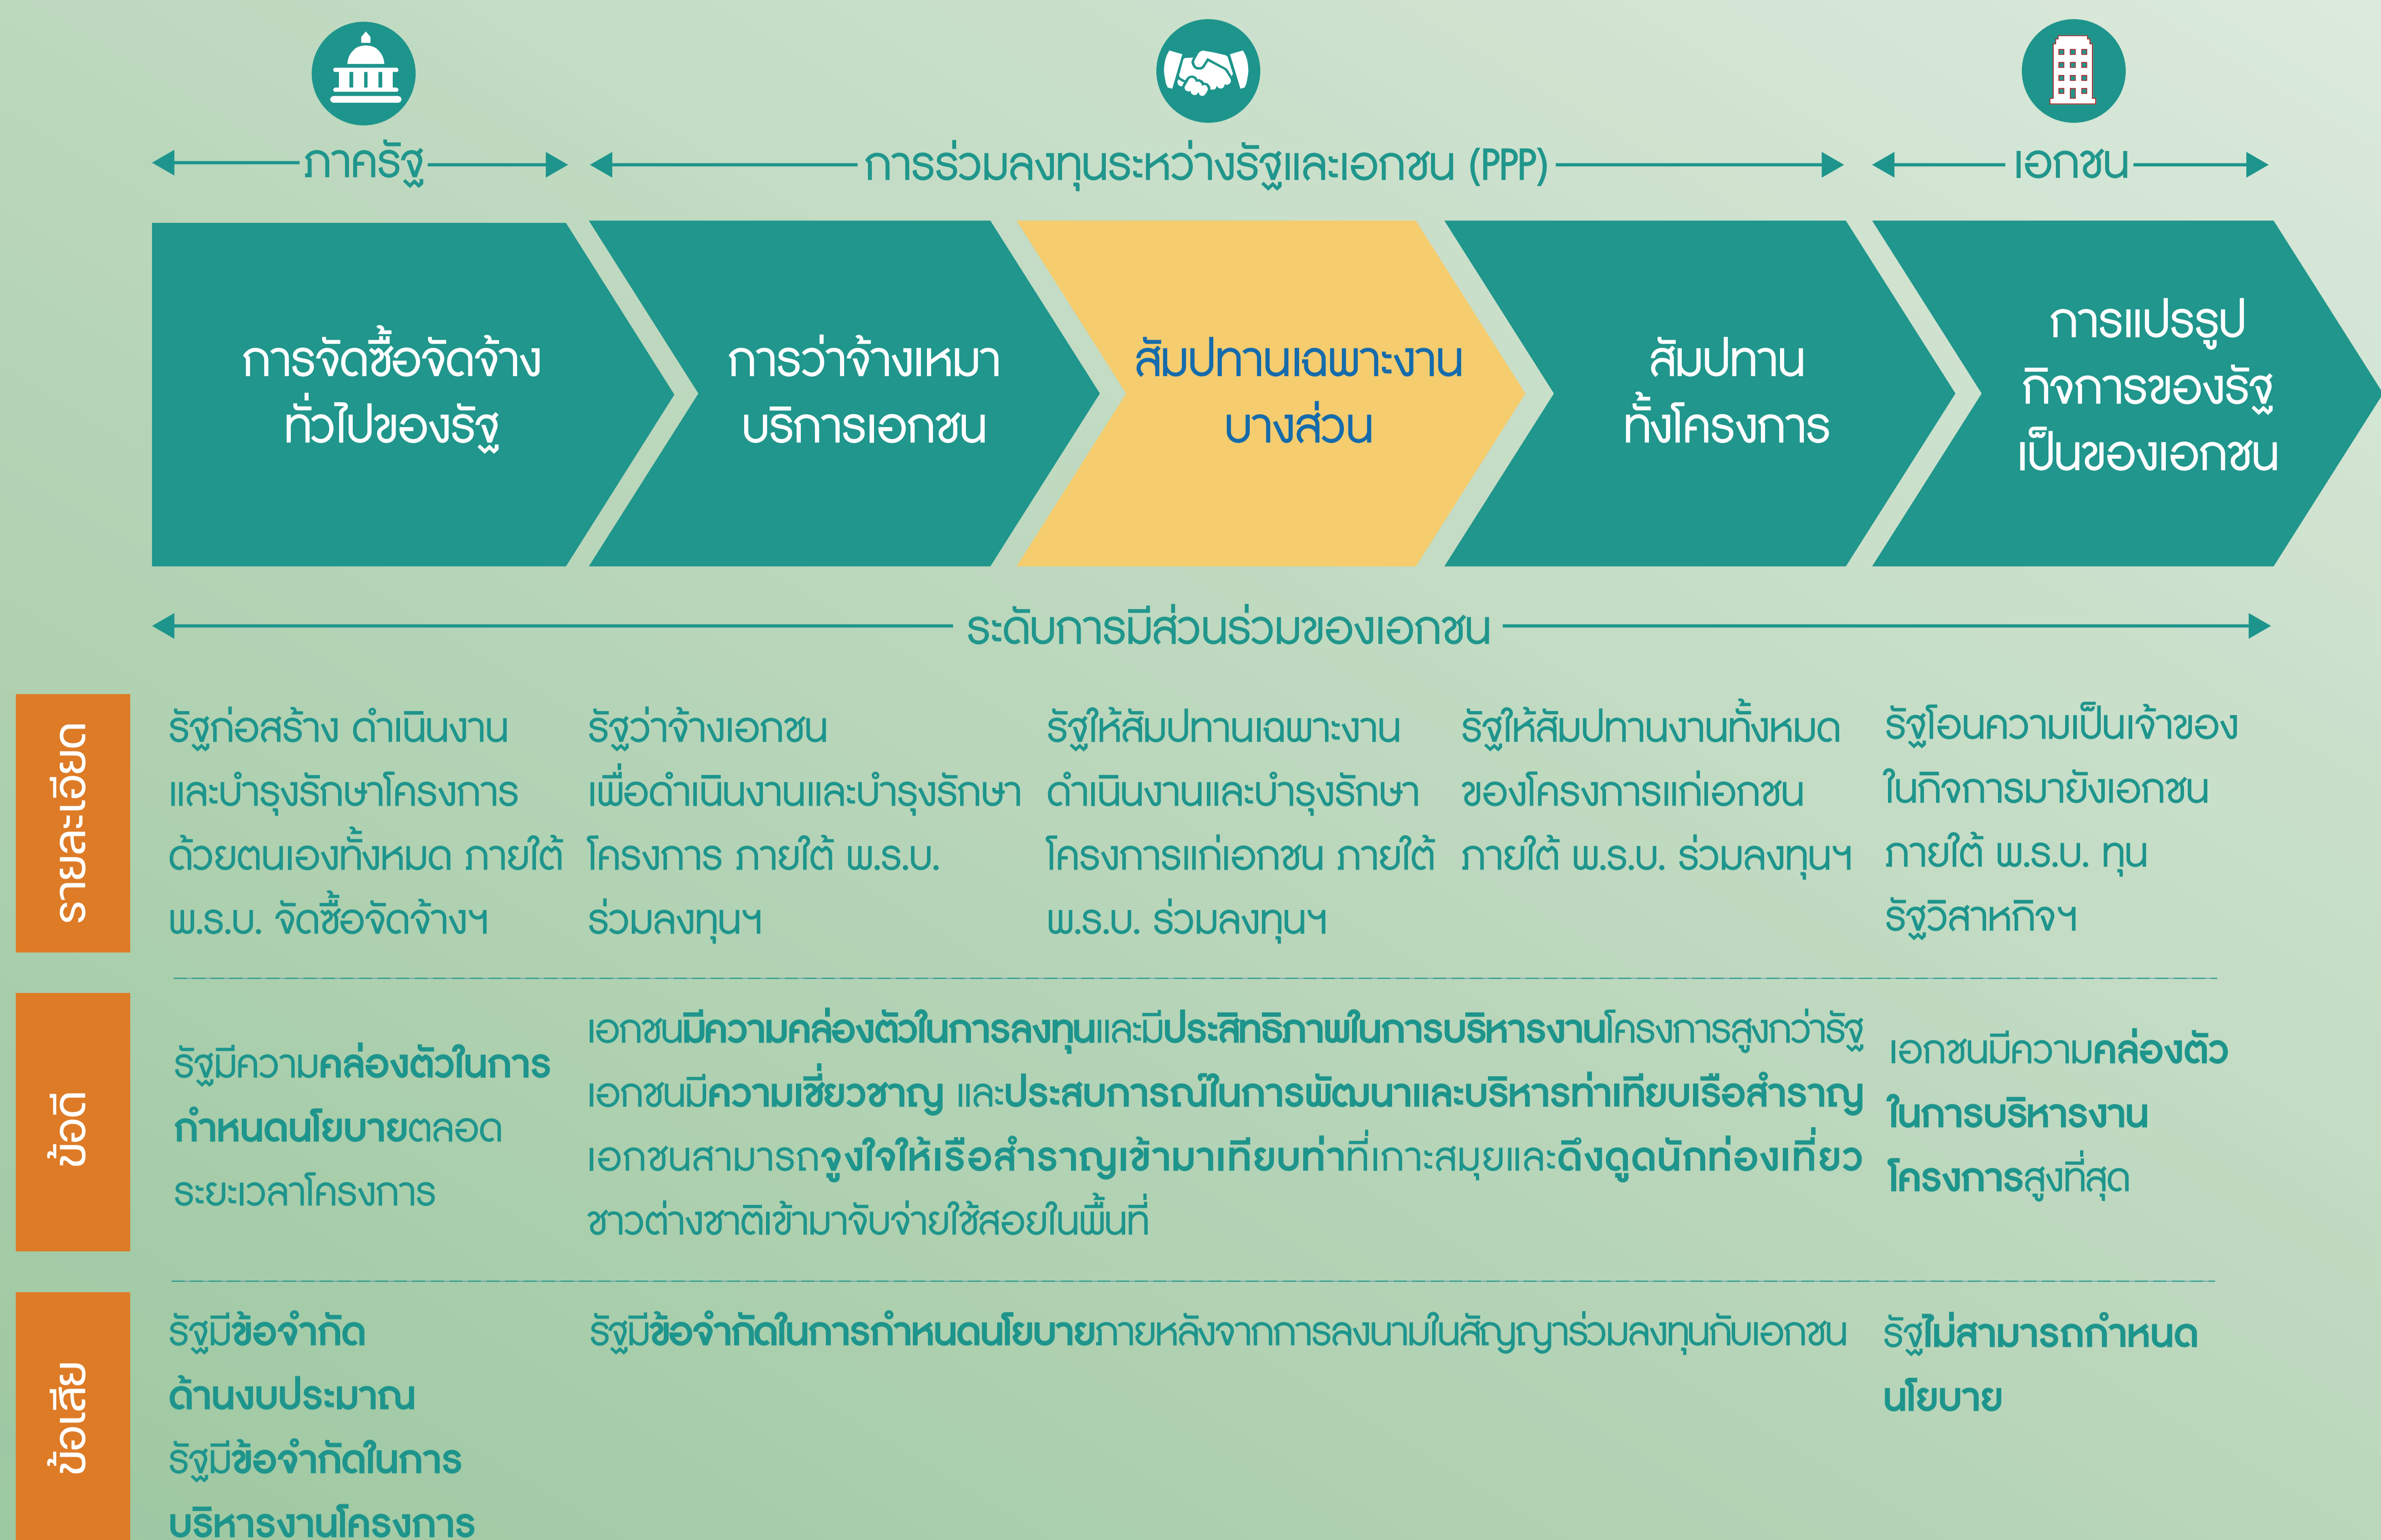 ภาครัฐ
การร่วมลงทุนระหว่างรัฐและเอกชน (PPP)
เอกชน
การจัดซื้อจัดจ้าง
ทั่วไปของรัฐ
การว่าจ้างเหมา
บริการเอกชน
สัมปทานเฉพาะงาน
บางส่วน
สัมปทาน
ทั้งโครงการ
การแปรรูป
กิจการของรัฐ
เป็นของเอกชน
ระดับการมีส่วนร่วมของเอกชน
รายละเอียด
รัฐก่อสร้าง ดำเนินงาน
และบำรุงรักษาโครงการ
ด้วยตนเองทั้งหมด ภายใต้
พ.ร.บ. จัดซื้อจัดจ้างฯ
รัฐว่าจ้างเอกชน
เพื่อดำเนินงานและบำรุงรักษา
โครงการ ภายใต้ พ.ร.บ.
ร่วมลงทุนฯ
รัฐให้สัมปทานเฉพาะงาน
ดำเนินงานและบำรุงรักษา
โครงการแก่เอกชน ภายใต้
พ.ร.บ. ร่วมลงทุนฯ
รัฐให้สัมปทานงานทั้งหมด
ของโครงการแก่เอกชน
ภายใต้ พ.ร.บ. ร่วมลงทุนฯ
รัฐโอนความเป็นเจ้าของ
ในกิจการมายังเอกชน
ภายใต้ พ.ร.บ. ทุน
รัฐวิสาหกิจฯ
ข้อดี
รัฐมีความคล่องตัวในการ
กำหนดนโยบายตลอด
ระยะเวลาโครงการ
เอกชนมีความคล่องตัวในการลงทุนและมีประสิทธิภาพในการบริหารงานโครงการสูงกว่ารัฐ
เอกชนมีความเชี่ยวชาญ และประสบการณ์ในการพัฒนาและบริหารท่าเทียบเรือสำราญ
เอกชนสามารถจูงใจให้เรือสำราญเข้ามาเทียบท่าที่เกาะสมุยและดึงดูดนักท่องเที่ยว
ชาวต่างชาติเข้ามาจับจ่ายใช้สอยในพื้นที่
เอกชนมีความคล่องตัว
ในการบริหารงาน
โครงการสูงที่สุด
ข้อเสีย
รัฐมีข้อจำกัด
ด้านงบประมาณ
รัฐมีข้อจำกัดในการ
บริหารงานโครงการ
รัฐมีข้อจำกัดในการกำหนดนโยบายภายหลังจากการลงนามในสัญญาร่วมลงทุนกับเอกชน
รัฐไม่สามารถกำหนด
นโยบาย